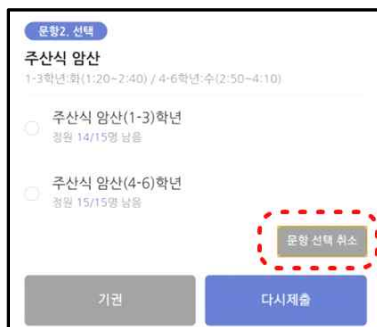 문항2. 선택
주산식 암산
1-3학년:화(1:20~2:40) / 4-6학년:수(2:50~4:10)
주산식 암산(1-3)학년
정원 14/15명 남음
주산식 암산(4-6)학년
정원 15/15명 남음
문항 선택 취소
기권
다시제출